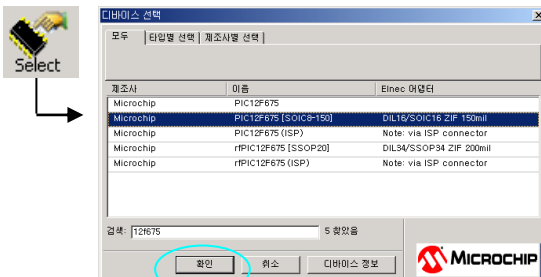 Select
디바이스 선택
모두 타입별 선택 제조사별 선택
제조사 이름 Elnec 어댑터
Microchip PIC12F675
Microchip PIC12F675 [SOIC8-150] DIL16/SOIC16 ZIF 150mil
Microchip PIC12F675 (ISP) Note: via ISP connector
Microchip rfPIC12F675 [SSOP20] DIL34/SSOP34 ZIF 200mil
Microchip rfPIC12F675 (ISP) Note: via ISP connector
검색: 12f675 5 찾았음
확인 취소 디바이스 정보
MICROCHIP